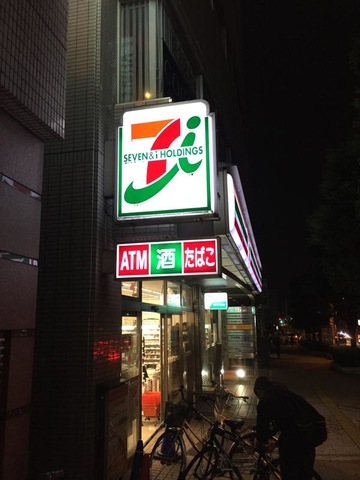 7i
SEVEN&i HOLDINGS
ATM 酒 たばこ